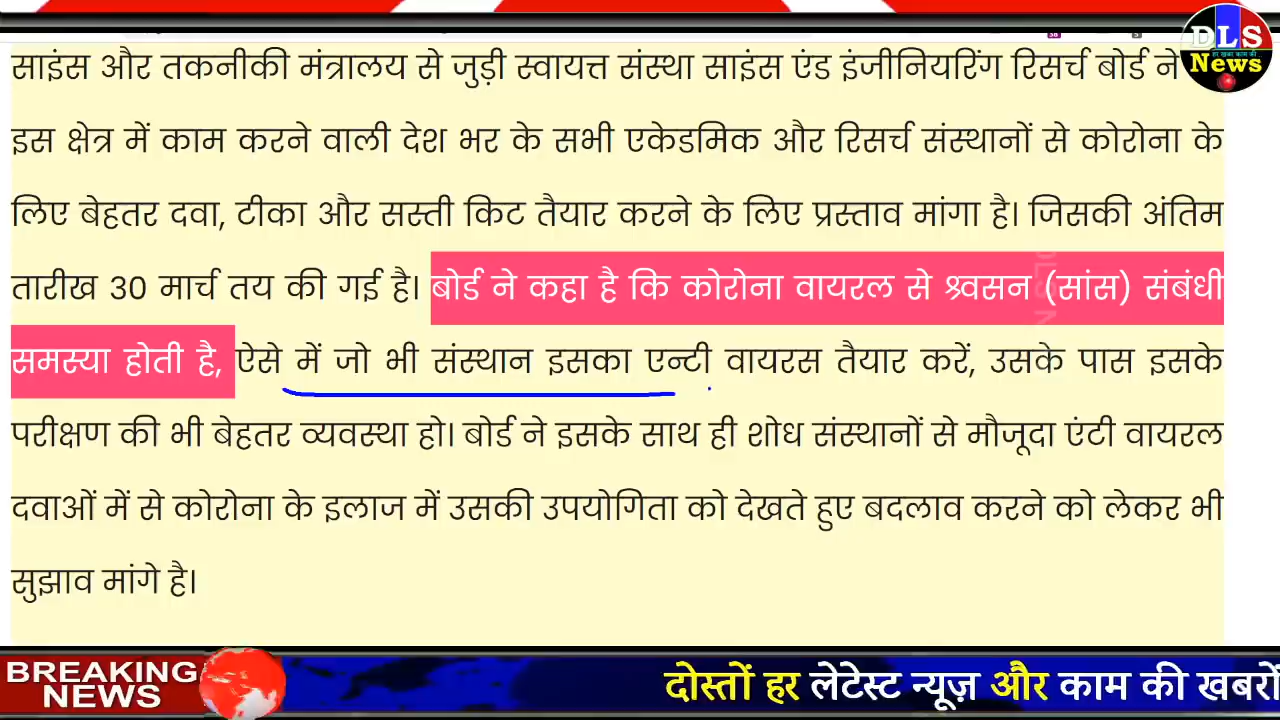 DLS
News
साइंस और तकनीकी मंत्रालय से जुड़ी स्वायत्त संस्था साइंस एंड इंजीनियरिंग रिसर्च बोर्ड ने
इस क्षेत्र में काम करने वाली देश भर के सभी एकेडमिक और रिसर्च संस्थानों से कोरोना के
लिए बेहतर दवा, टीका और सस्ती किट तैयार करने के लिए प्रस्ताव मांगा है। जिसकी अंतिम
तारीख 30 मार्च तय की गई है। बोर्ड ने कहा है कि कोरोना वायरल से श्र्वसन (सांस) संबंधी
समस्या होती है, ऐसे में जो भी संस्थान इसका एन्टी वायरस तैयार करें, उसके पास इसके
परीक्षण की भी बेहतर व्यवस्था हो। बोर्ड ने इसके साथ ही शोध संस्थानों से मौजूदा एंटी वायरल
दवाओं में से कोरोना के इलाज में उसकी उपयोगिता को देखते हुए बदलाव करने को लेकर भी
सुझाव मांगे है।
BREAKING
NEWS
दोस्तों हर लेटेस्ट न्यूज़ और काम की खबरों